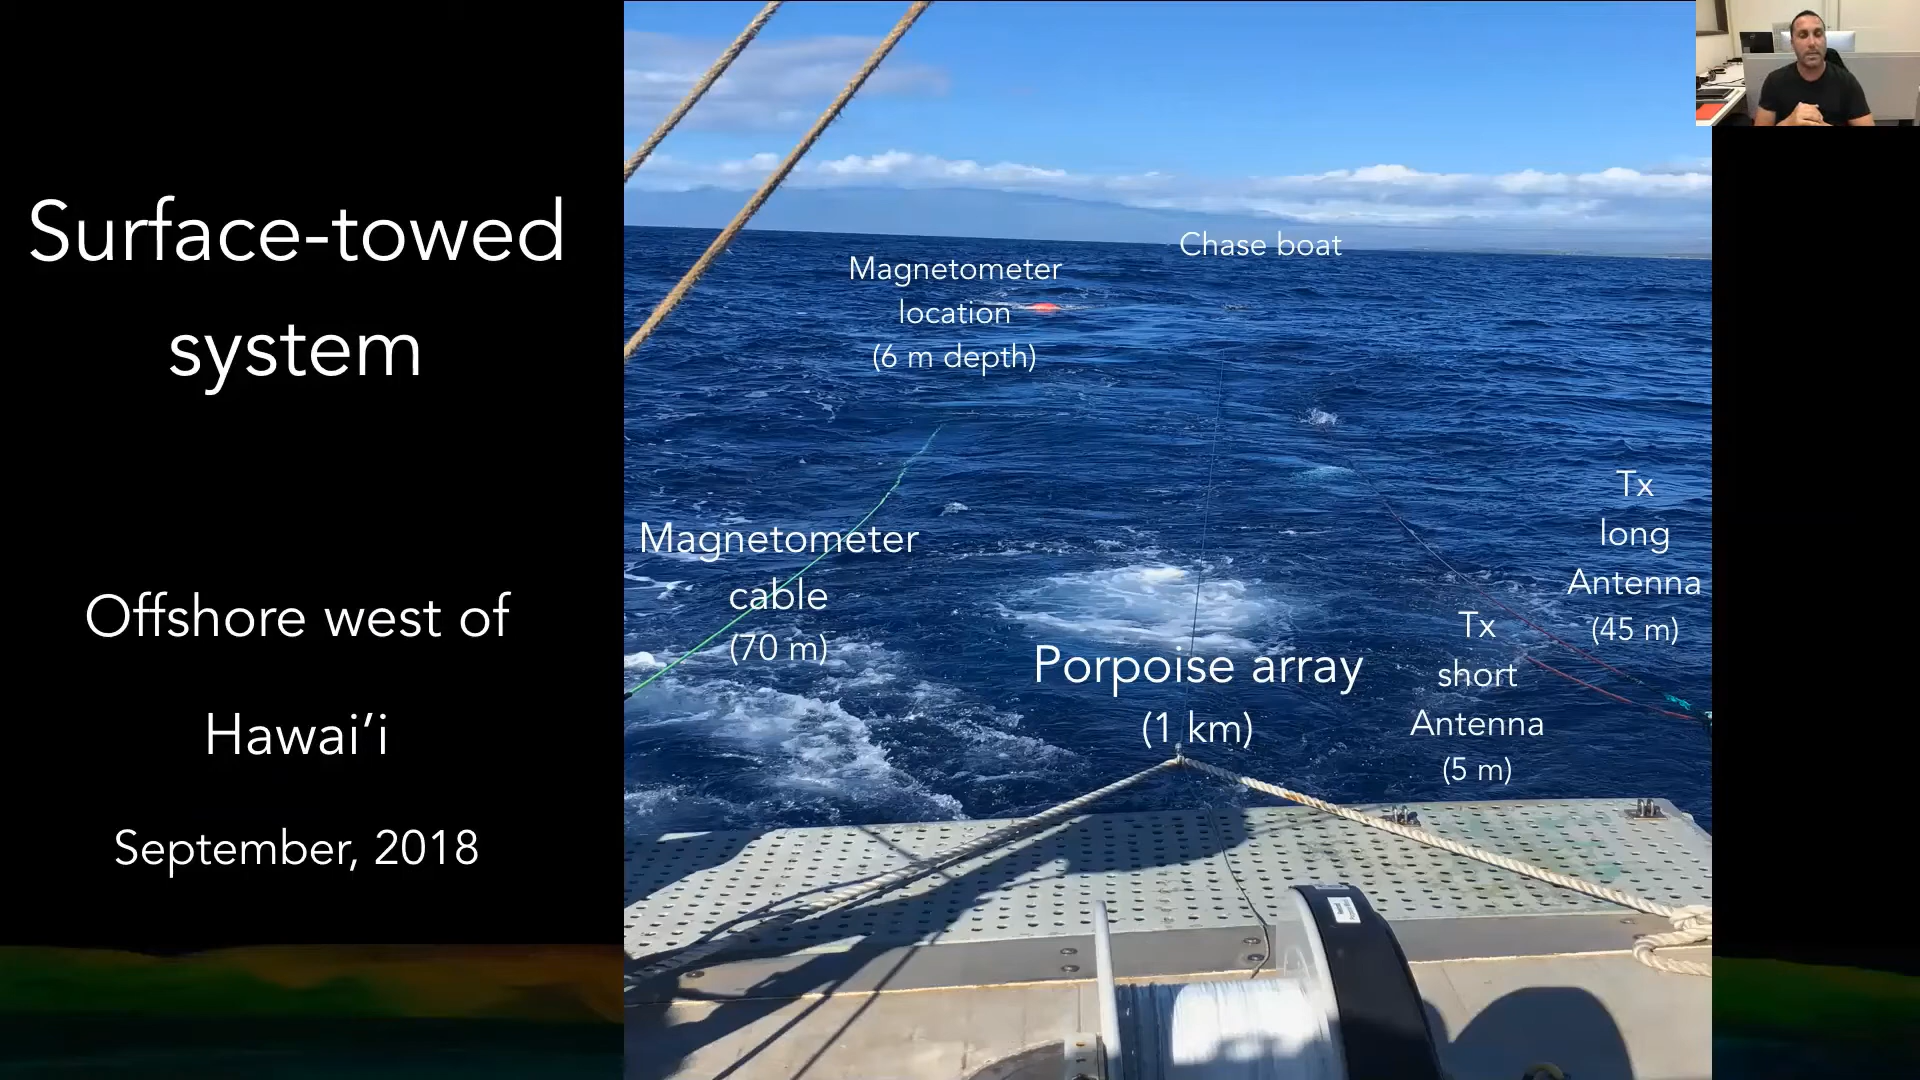 Surface-towed
system
Offshore west of
Hawai’i
September, 2018
Chase boat
Magnetometer
location
(6 m depth)
Magnetometer
cable
(70 m)
Porpoise array
(1 km)
Tx
short
Antenna
(5 m)
Tx
long
Antenna
(45 m)